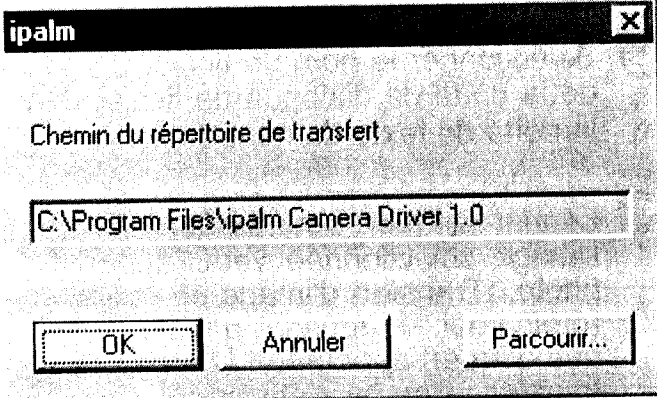 ipalm
Chemin du répertoire de transfert
C:\Program Files\ipalm Camera Driver 1.0
OK
Annuler
Parcourir...